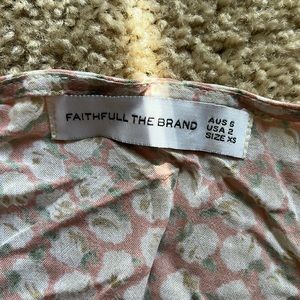 FAITHFULL THE BRAND
AUS 6
USA 2
SIZE XS